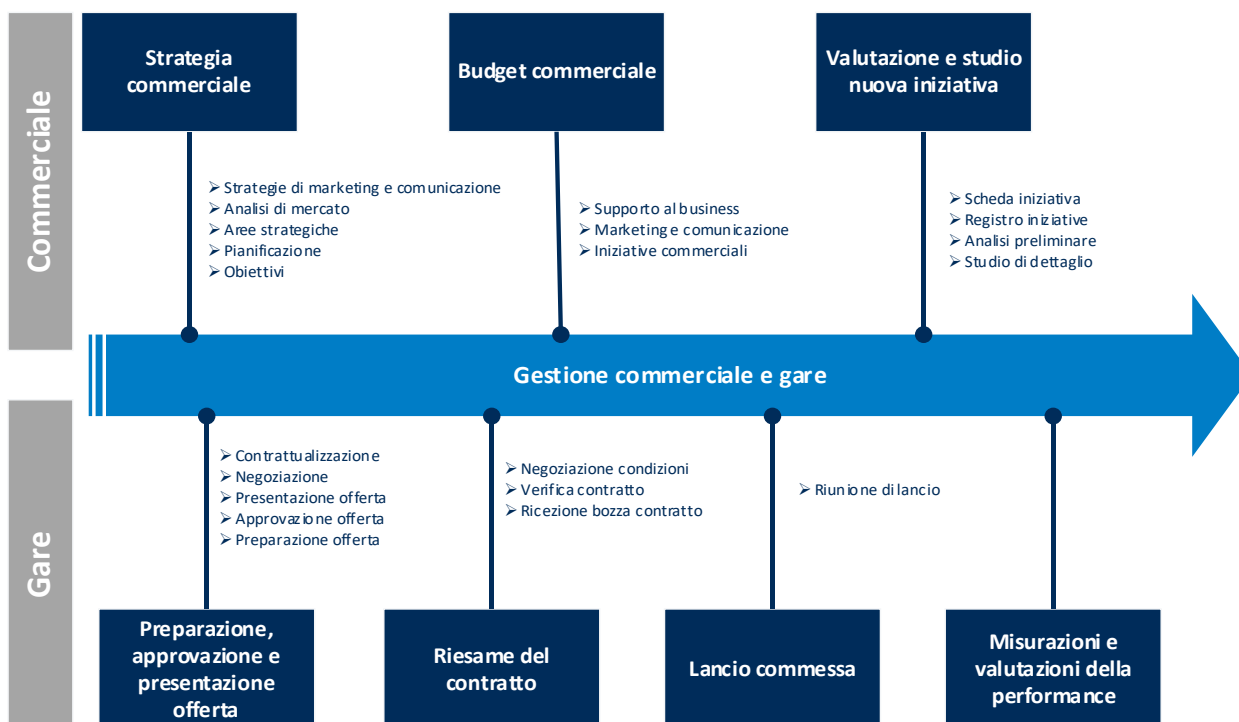 Commerciale
Strategia
commerciale
Budget commerciale
Valutazione e studio
nuova iniziativa
➢ Strategie di marketing e comunicazione
➢ Analisi di mercato
➢ Aree strategiche
➢ Pianificazione
➢ Obiettivi
➢ Supporto al business
➢ Marketing e comunicazione
➢ Iniziative commerciali
➢ Scheda iniziativa
➢ Registro iniziative
➢ Analisi preliminare
➢ Studio di dettaglio
Gestione commerciale e gare
Gare
➢ Contrattualizzazione
➢ Negoziazione
➢ Presentazione offerta
➢ Approvazione offerta
➢ Preparazione offerta
➢ Negoziazione condizioni
➢ Verifica contratto
➢ Ricezione bozza contratto
➢ Riunione di lancio
Preparazione,
approvazione e
presentazione
offerta
Riesame del
contratto
Lancio commessa
Misurazioni e
valutazioni della
performance